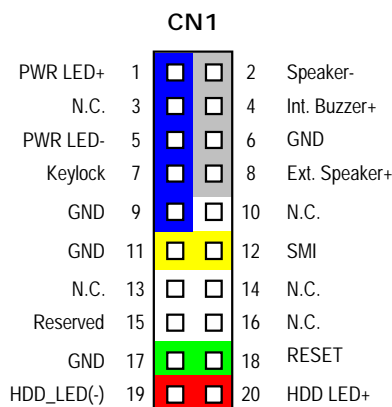 CN1
PWR LED+ 1 2 Speaker-
N.C. 3 4 Int. Buzzer+
PWR LED- 5 6 GND
Keylock 7 8 Ext. Speaker+
GND 9 10 N.C.
GND 11 12 SMI
N.C. 13 14 N.C.
Reserved 15 16 N.C.
GND 17 18 RESET
HDD_LED(-) 19 20 HDD LED+